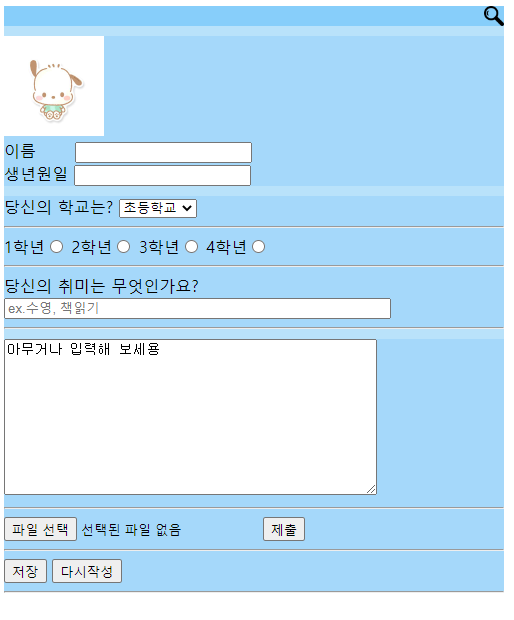 이름
생년원일
당신의 학교는? 초등학교
1학년 2학년 3학년 4학년
당신의 취미는 무엇인가요?
ex.수영, 책읽기
아무거나 입력해 보세용
파일 선택 선택된 파일 없음 제출
저장 다시작성